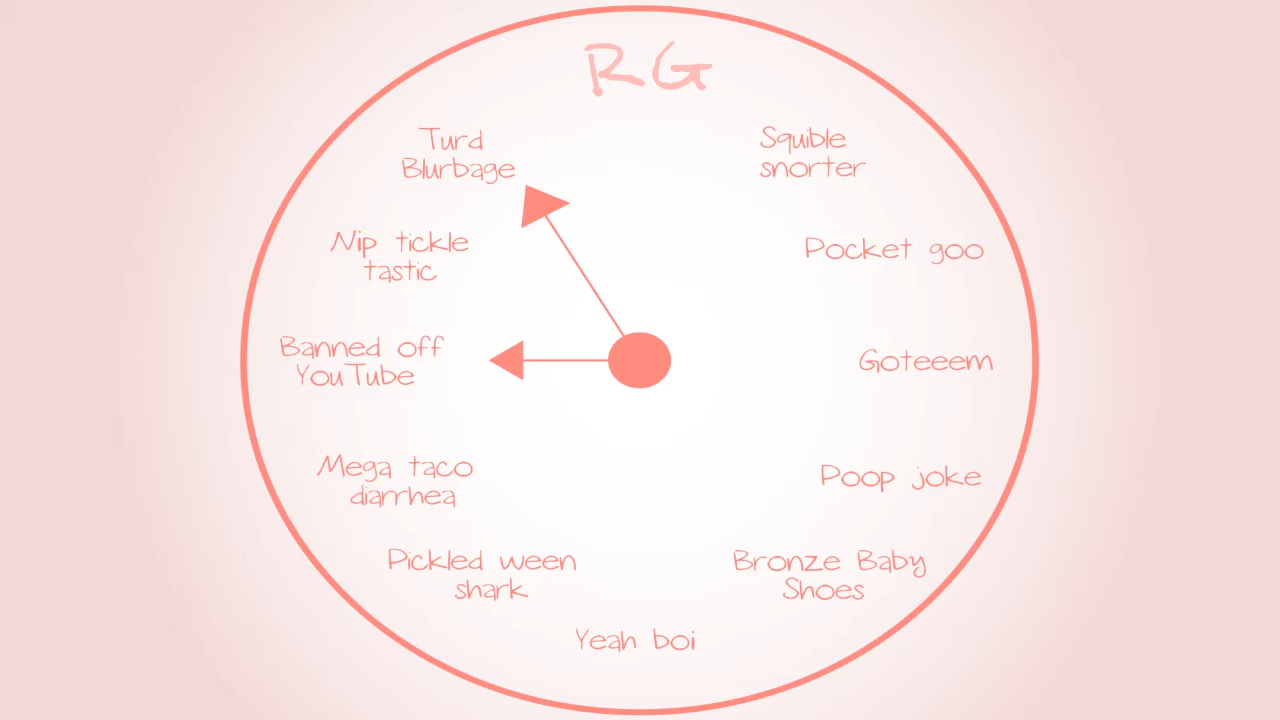 RG
Turd
Blurbage
Squible
snorter
Nip tickle
tastic
Pocket goo
Banned off
YouTube
Goteeem
Mega taco
diarrhea
Poop joke
Pickled ween
shark
Bronze Baby
Shoes
Yeah boi